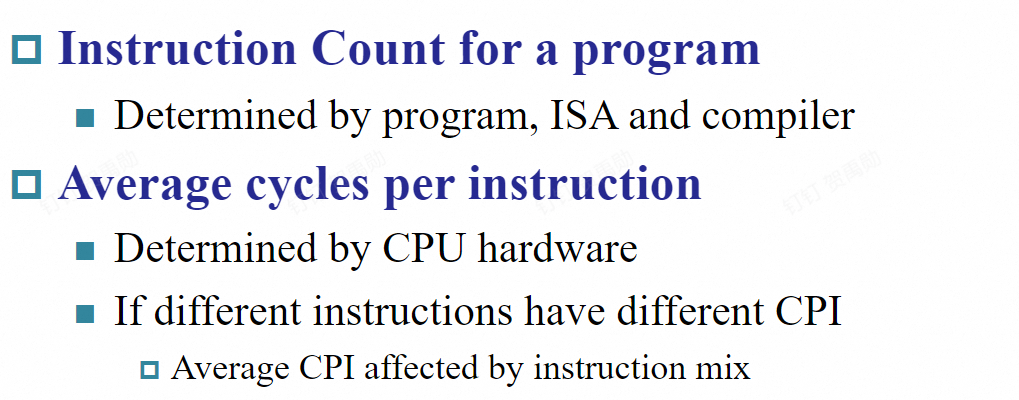 Instruction Count for a program
Determined by program, ISA and compiler
Average cycles per instruction
Determined by CPU hardware
If different instructions have different CPI
Average CPI affected by instruction mix